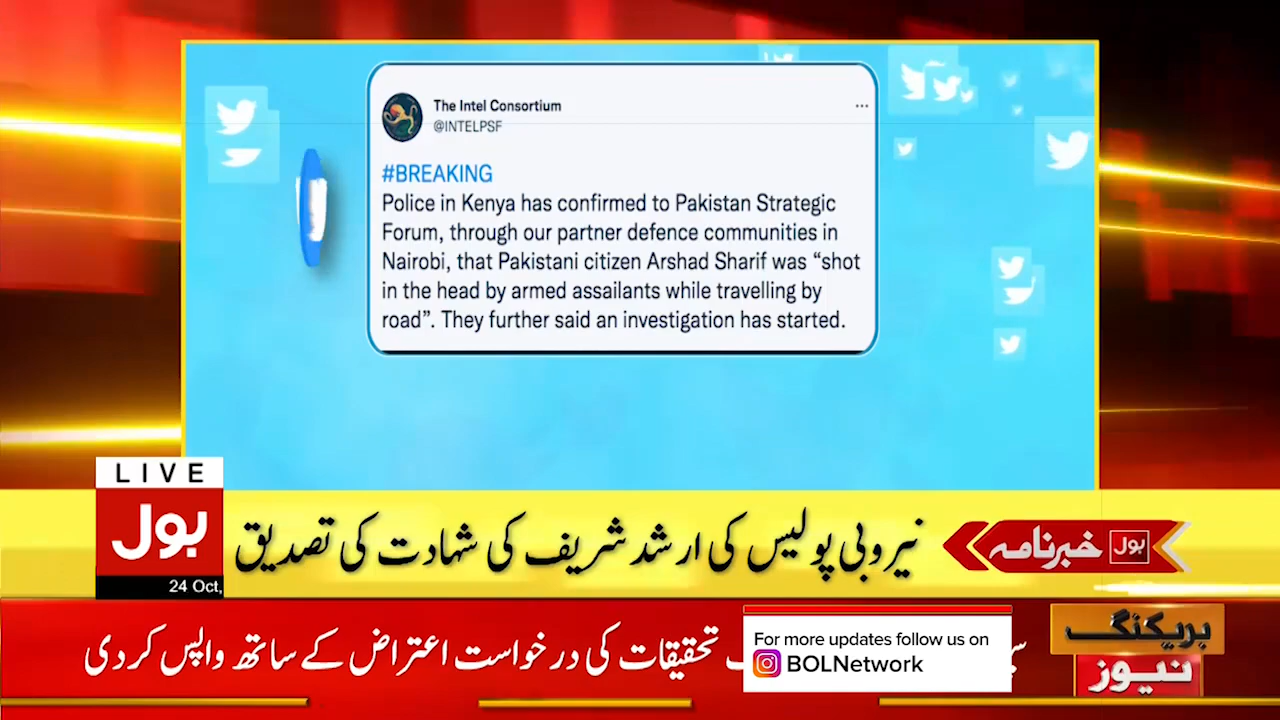 The Intel Consortium
@INTELPSF
#BREAKING
Police in Kenya has confirmed to Pakistan Strategic
Forum, through our partner defence communities in
Nairobi, that Pakistani citizen Arshad Sharif was “shot
in the head by armed assailants while travelling by
road”. They further said an investigation has started.
LIVE
بول
24 Oct,
نیروبی پولیس کی ارشد شریف کی شہادت کی تصدیق
بول خبرنامہ
تحقیقات کی درخواست اعتراض کے ساتھ واپس کردی
For more updates follow us on
BOLNetwork
بریکنگ
نیوز